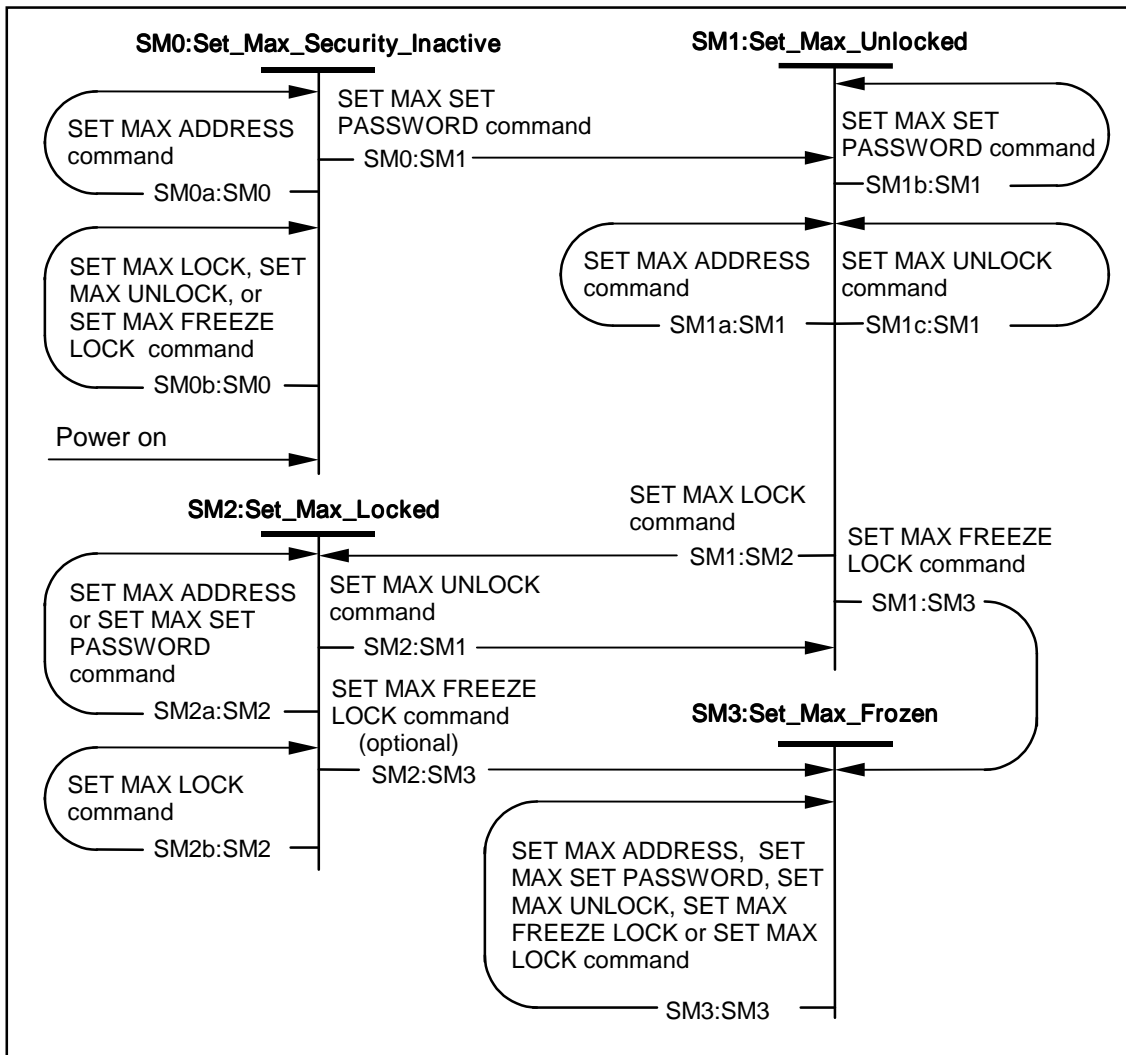 SM0:Set_Max_Security_Inactive
SET MAX ADDRESS
command
SM0a:SM0
SET MAX SET
PASSWORD command
SM0:SM1
SET MAX LOCK, SET
MAX UNLOCK, or
SET MAX FREEZE
LOCK command
SM0b:SM0
Power on
SM1:Set_Max_Unlocked
SET MAX SET
PASSWORD command
SM1b:SM1
SET MAX ADDRESS
command
SM1a:SM1
SET MAX UNLOCK
command
SM1c:SM1
SET MAX LOCK
command
SM1:SM2
SET MAX FREEZE
LOCK command
SM1:SM3
SM2:Set_Max_Locked
SET MAX ADDRESS
or SET MAX SET
PASSWORD
command
SM2a:SM2
SET MAX UNLOCK
command
SM2:SM1
SET MAX FREEZE
LOCK command
(optional)
SM2:SM3
SET MAX LOCK
command
SM2b:SM2
SM3:Set_Max_Frozen
SET MAX ADDRESS, SET
MAX SET PASSWORD, SET
MAX UNLOCK, SET MAX
FREEZE LOCK or SET MAX
LOCK command
SM3:SM3